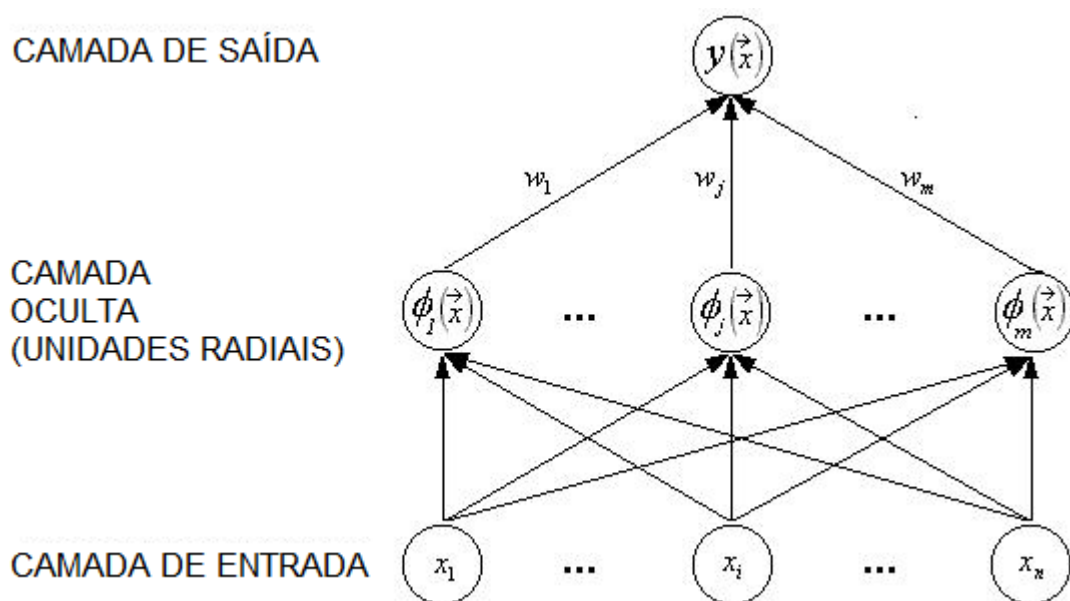 CAMADA DE SAÍDA
y(x⃗)
w₁ wⱼ wₘ
CAMADA
OCULTA
(UNIDADES RADIAIS)
ϕ₁(x⃗) ... ϕⱼ(x⃗) ... ϕₘ(x⃗)
CAMADA DE ENTRADA
x₁ ... xᵢ ... xₙ